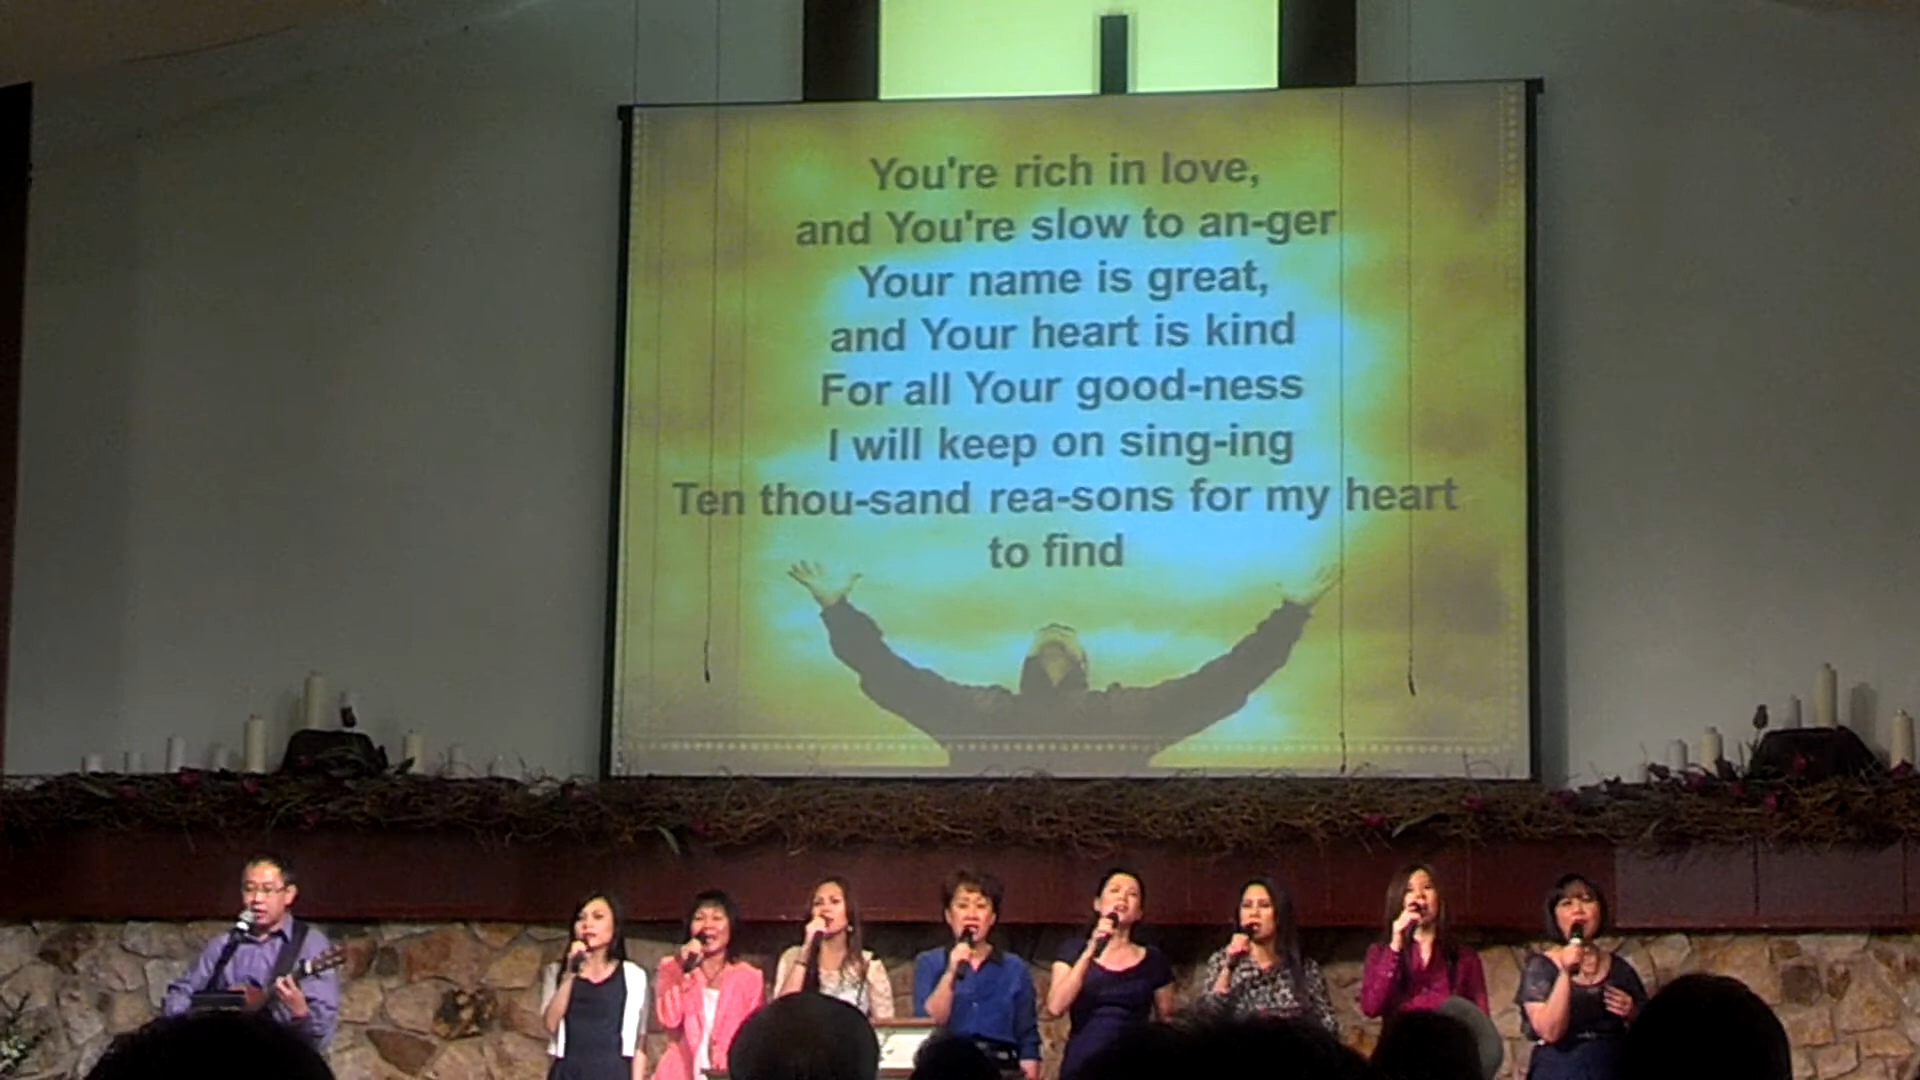 You're rich in love,
and You're slow to an-ger
Your name is great,
and Your heart is kind
For all Your good-ness
I will keep on sing-ing
Ten thou-sand rea-sons for my heart
to find